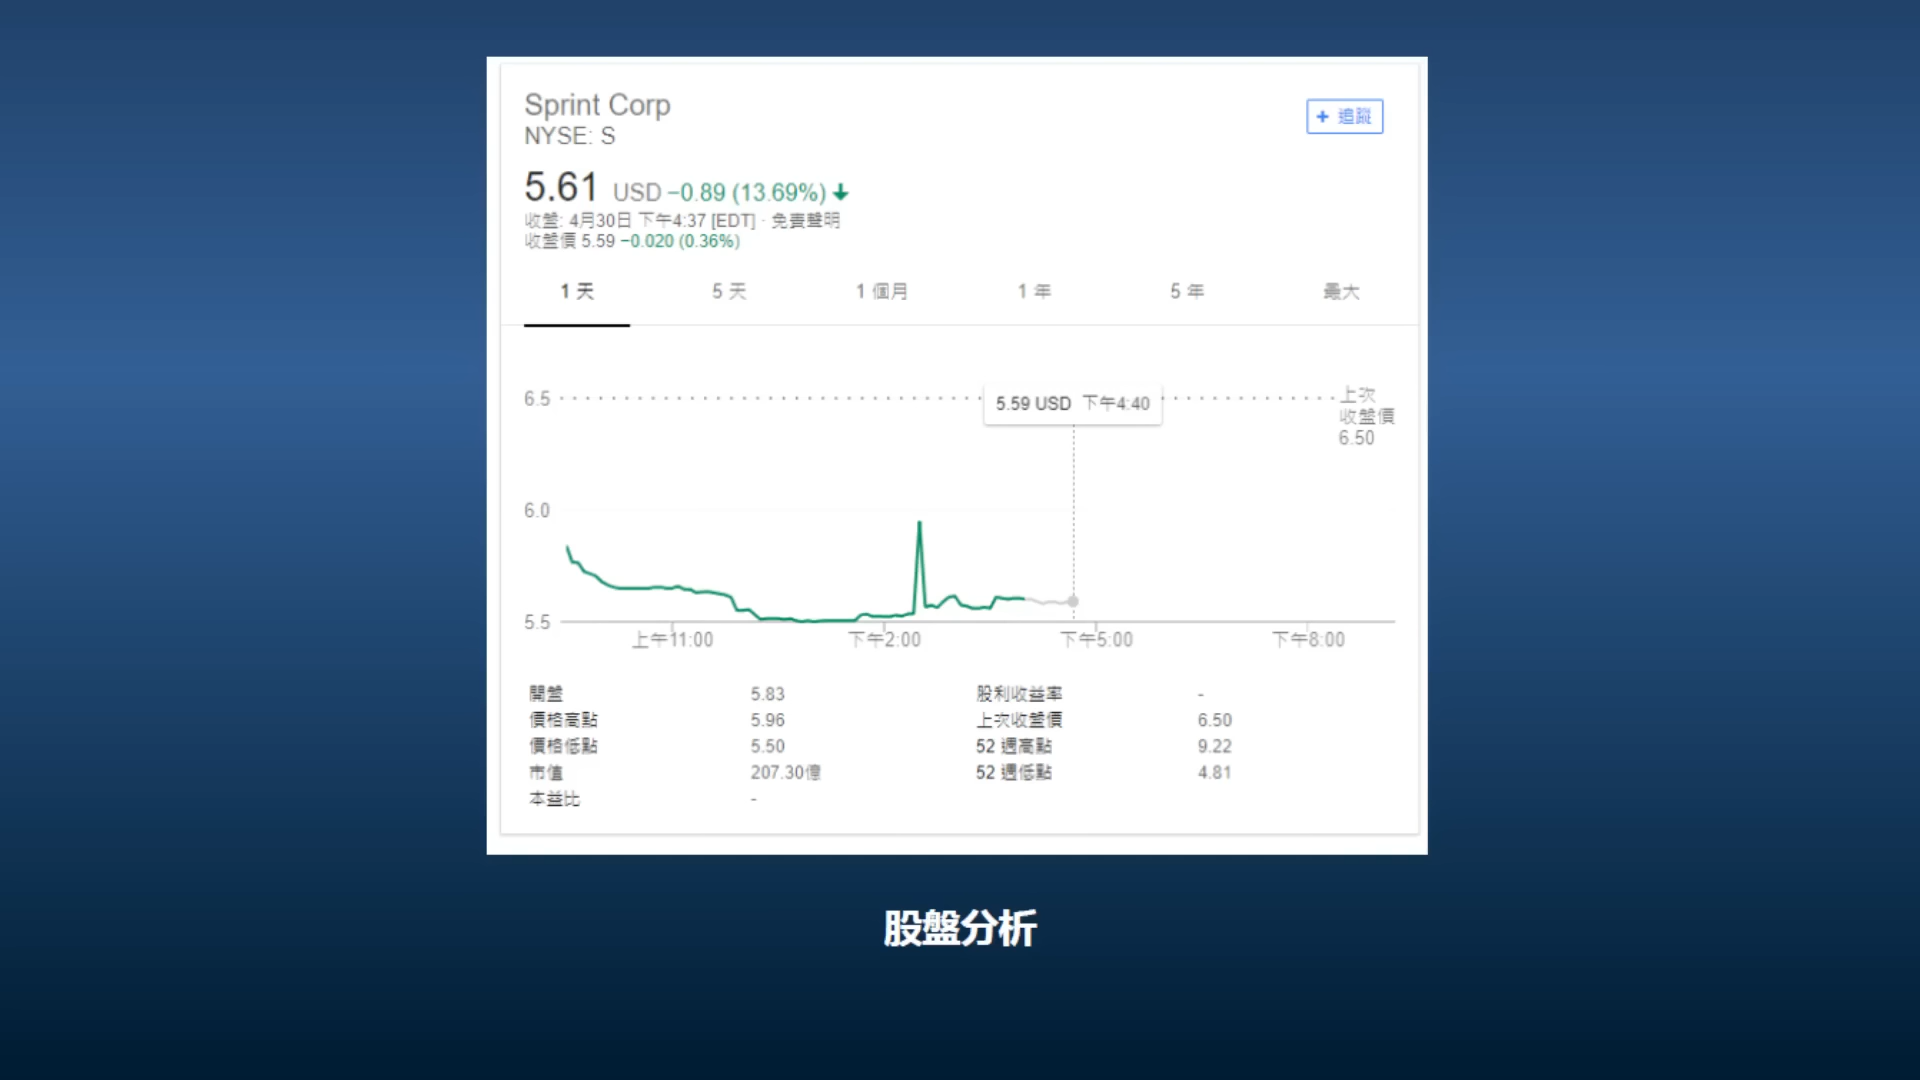 Sprint Corp
NYSE: S
+ 追蹤
5.61 USD −0.89 (13.69%)
收盤: 4月30日 下午4:37 [EDT] · 免責聲明
收盤價 5.59 −0.020 (0.36%)
1 天 5 天 1 個月 1 年 5 年 最大
6.5
5.59 USD 下午4:40
上次
收盤價
6.50
6.0
5.5
上午11:00 下午2:00 下午5:00 下午8:00
開盤 5.83 股利收益率 -
價格高點 5.96 上次收盤價 6.50
價格低點 5.50 52 週高點 9.22
市值 207.30億 52 週低點 4.81
本益比 -
股盤分析